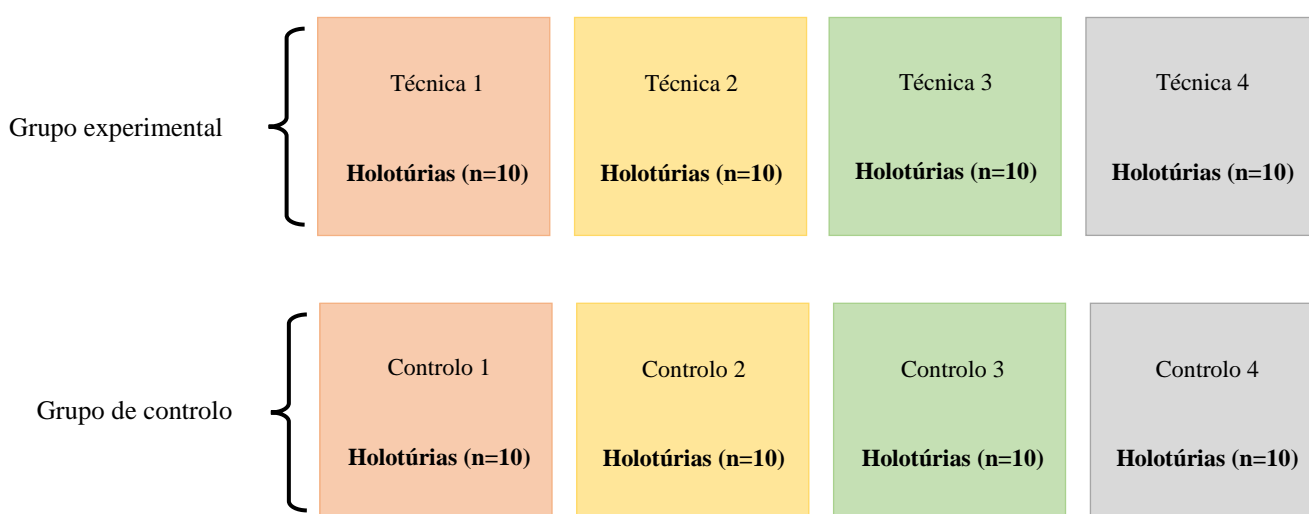 Técnica 1
Técnica 2
Técnica 3
Técnica 4
Grupo experimental
Holotúrias (n=10)
Holotúrias (n=10)
Holotúrias (n=10)
Holotúrias (n=10)
Controlo 1
Controlo 2
Controlo 3
Controlo 4
Grupo de controlo
Holotúrias (n=10)
Holotúrias (n=10)
Holotúrias (n=10)
Holotúrias (n=10)